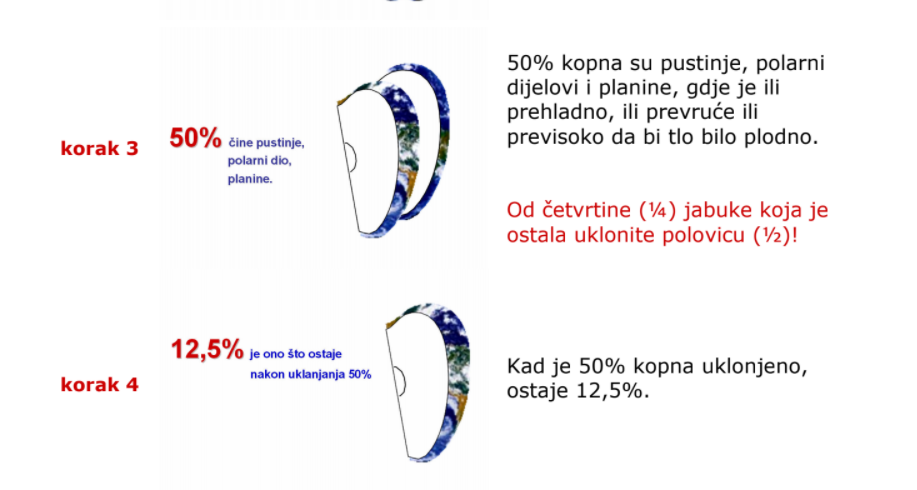 50% kopna su pustinje, polarni
dijelovi i planine, gdje je ili
prehladno, ili prevruće ili
previsoko da bi tlo bilo plodno.
korak 3
50% čine pustinje,
polarni dio,
planine.
Od četvrtine (¼) jabuke koja je
ostala uklonite polovicu (½)!
korak 4
12,5% je ono što ostaje
nakon uklanjanja 50%
Kad je 50% kopna uklonjeno,
ostaje 12,5%.